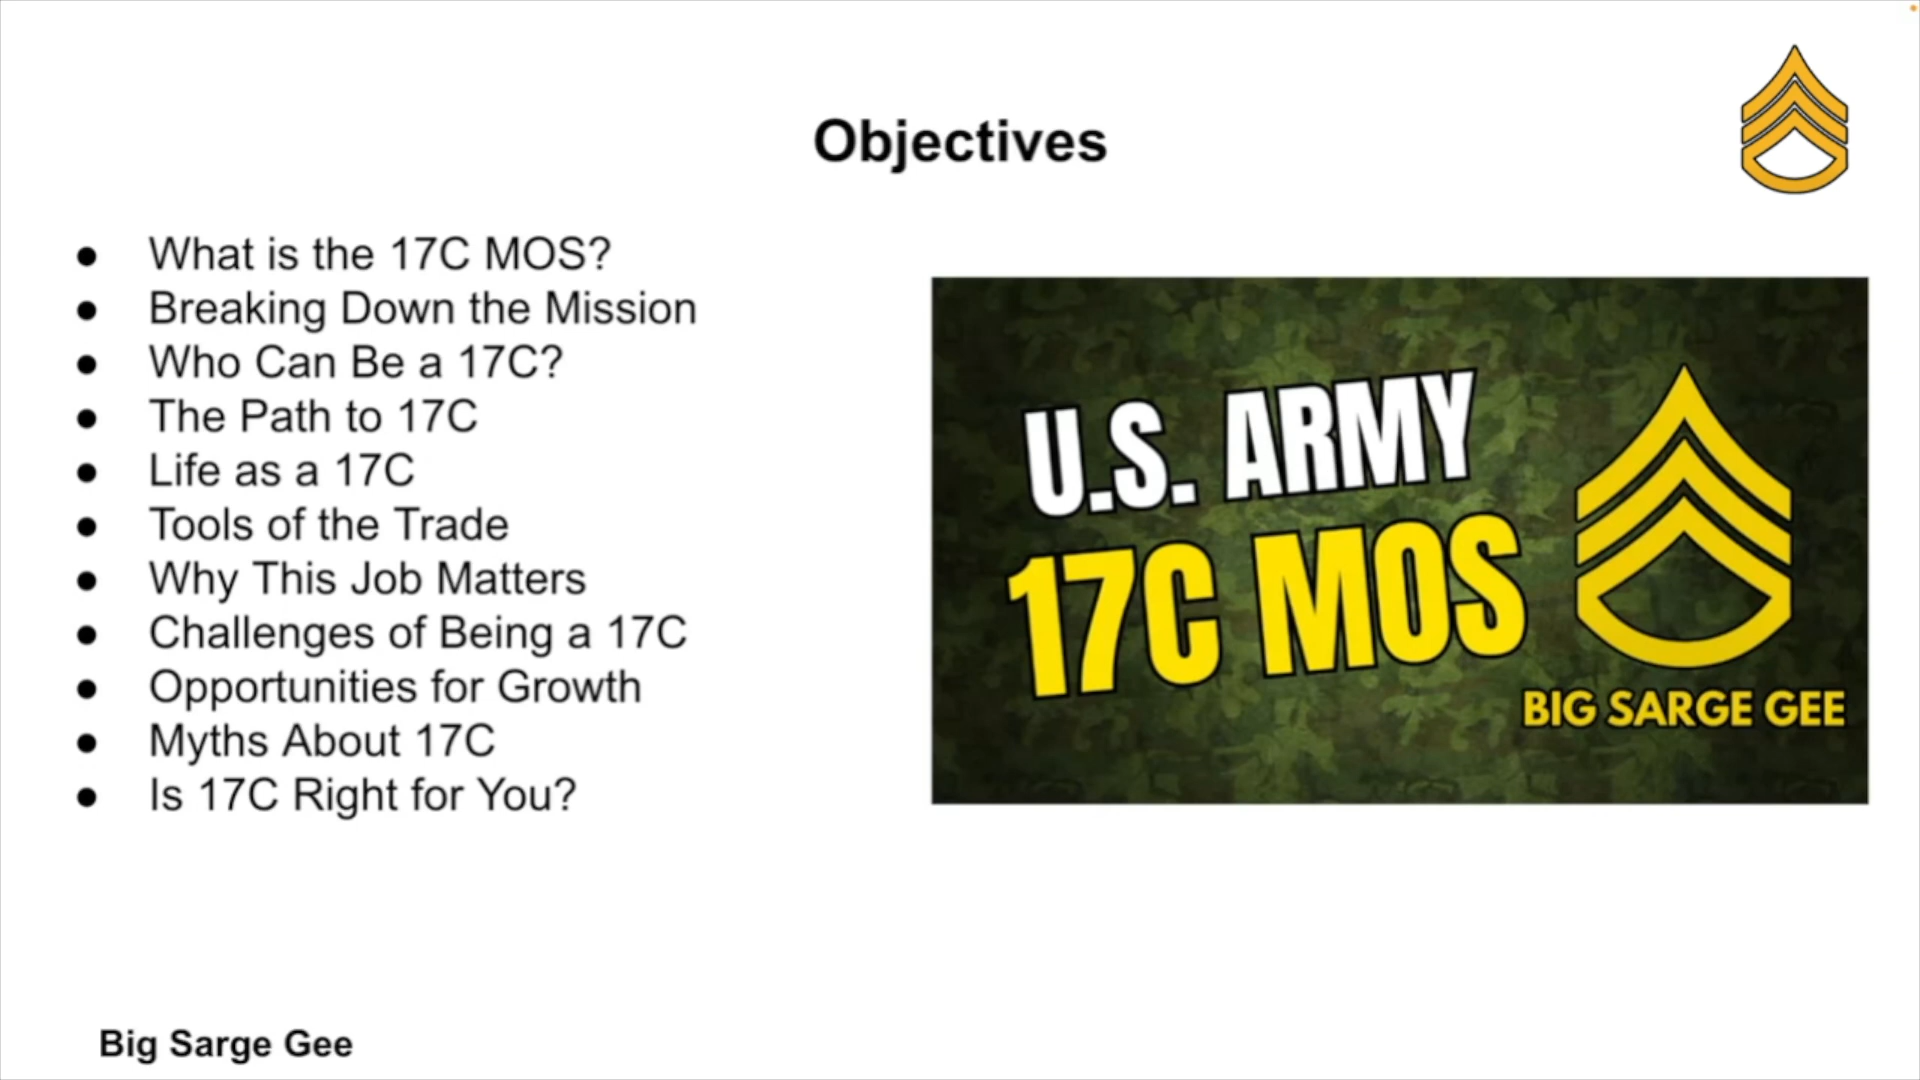 Objectives
● What is the 17C MOS?
● Breaking Down the Mission
● Who Can Be a 17C?
● The Path to 17C
● Life as a 17C
● Tools of the Trade
● Why This Job Matters
● Challenges of Being a 17C
● Opportunities for Growth
● Myths About 17C
● Is 17C Right for You?
U.S. ARMY
17C MOS
BIG SARGE GEE
Big Sarge Gee